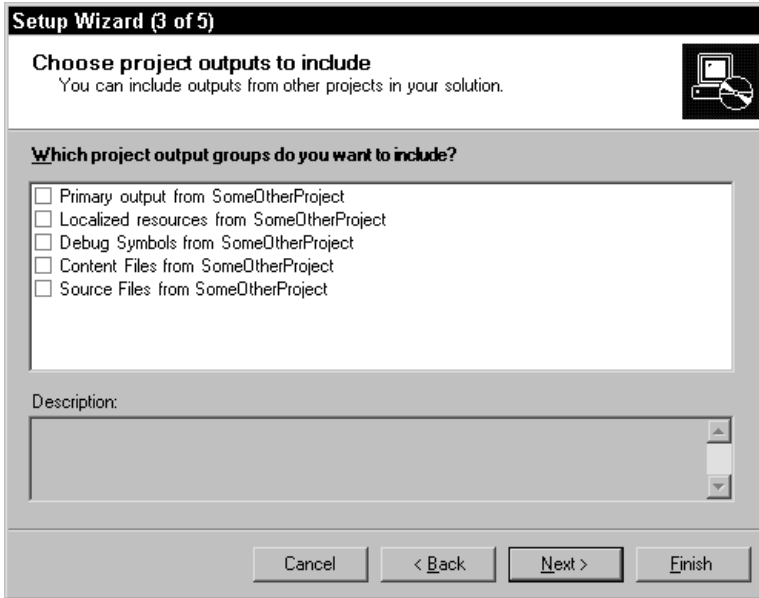 Setup Wizard (3 of 5)
Choose project outputs to include
You can include outputs from other projects in your solution.
Which project output groups do you want to include?
Primary output from SomeOtherProject
Localized resources from SomeOtherProject
Debug Symbols from SomeOtherProject
Content Files from SomeOtherProject
Source Files from SomeOtherProject
Description:
Cancel < Back Next > Finish